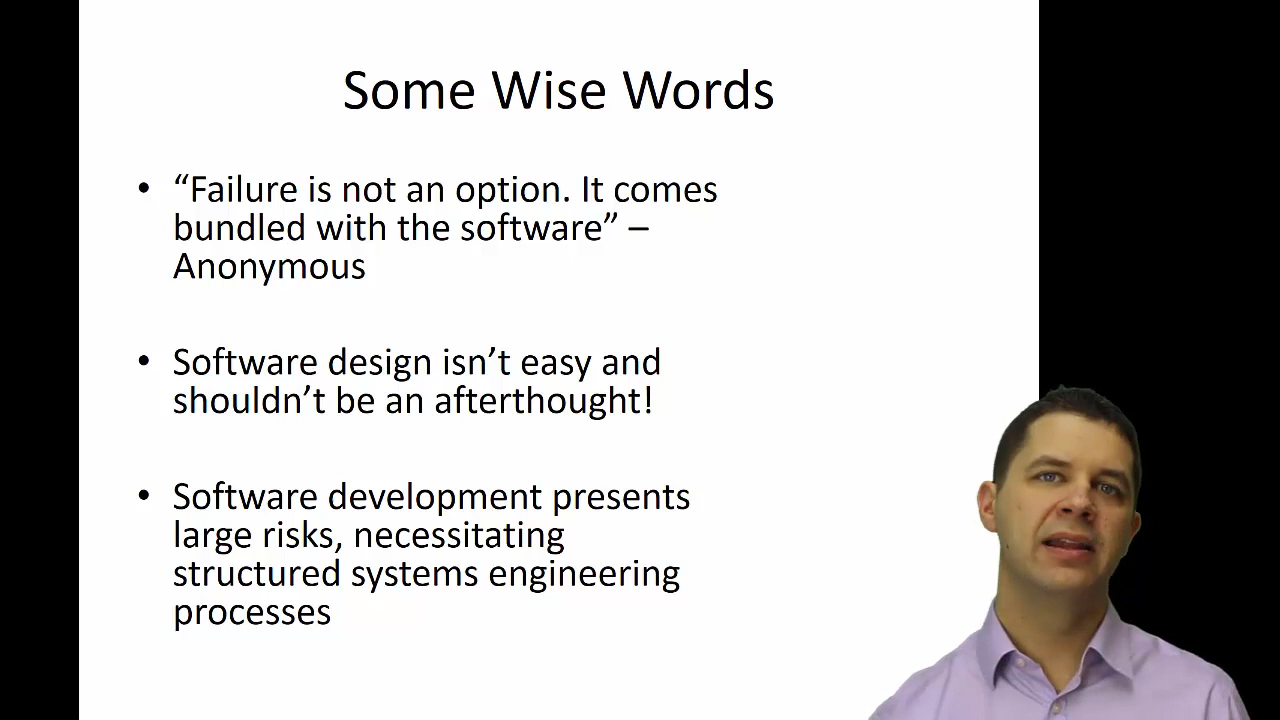 Some Wise Words
• “Failure is not an option. It comes
bundled with the software” –
Anonymous
• Software design isn’t easy and
shouldn’t be an afterthought!
• Software development presents
large risks, necessitating
structured systems engineering
processes